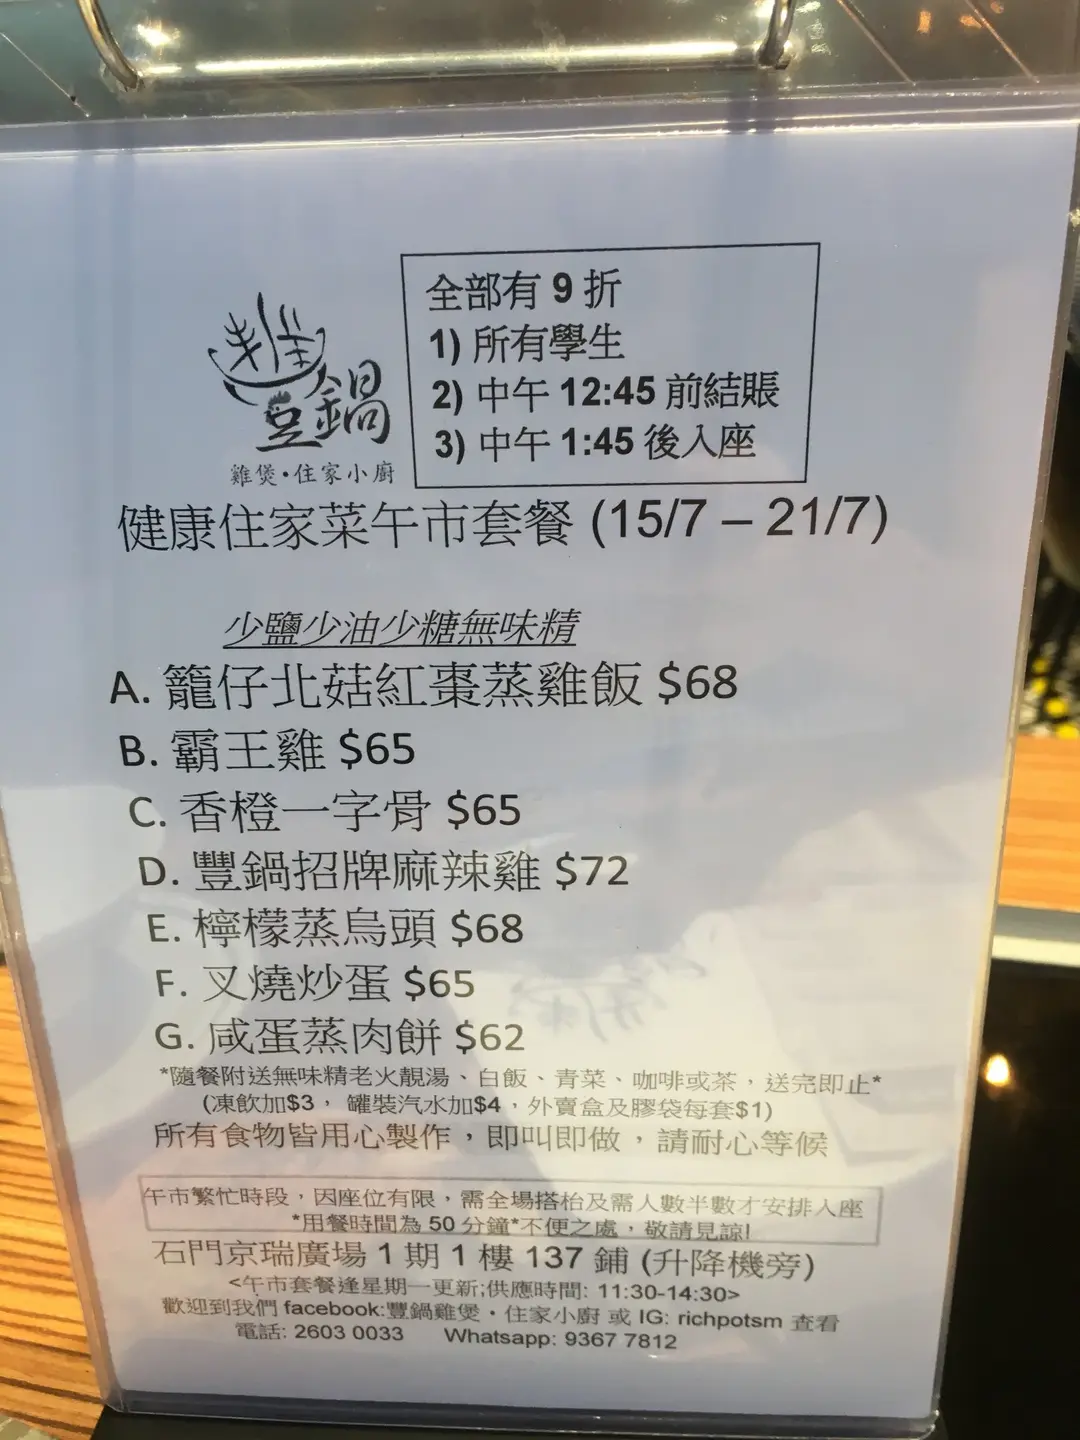 全部有 9 折
1) 所有學生
2) 中午 12:45 前結賬
3) 中午 1:45 後入座
豐鍋
雞煲•住家小廚
健康住家菜午市套餐 (15/7 – 21/7)
少鹽少油少糖無味精
A. 籠仔北菇紅棗蒸雞飯 $68
B. 霸王雞 $65
C. 香橙一字骨 $65
D. 豐鍋招牌麻辣雞 $72
E. 檸檬蒸烏頭 $68
F. 叉燒炒蛋 $65
G. 咸蛋蒸肉餅 $62
*隨餐附送無味精老火靚湯、白飯、青菜、咖啡或茶，送完即止*
(凍飲加$3， 罐裝汽水加$4，外賣盒及膠袋每套$1)
所有食物皆用心製作，即叫即做，請耐心等候
午市繁忙時段，因座位有限，需全場搭枱及需人數半數才安排入座
*用餐時間為 50 分鐘*不便之處，敬請見諒!
石門京瑞廣場 1 期 1 樓 137 鋪 (升降機旁)
<午市套餐逢星期一更新;供應時間: 11:30-14:30>
歡迎到我們 facebook:豐鍋雞煲•住家小廚 或 IG: richpotsm 查看
電話: 2603 0033 Whatsapp: 9367 7812